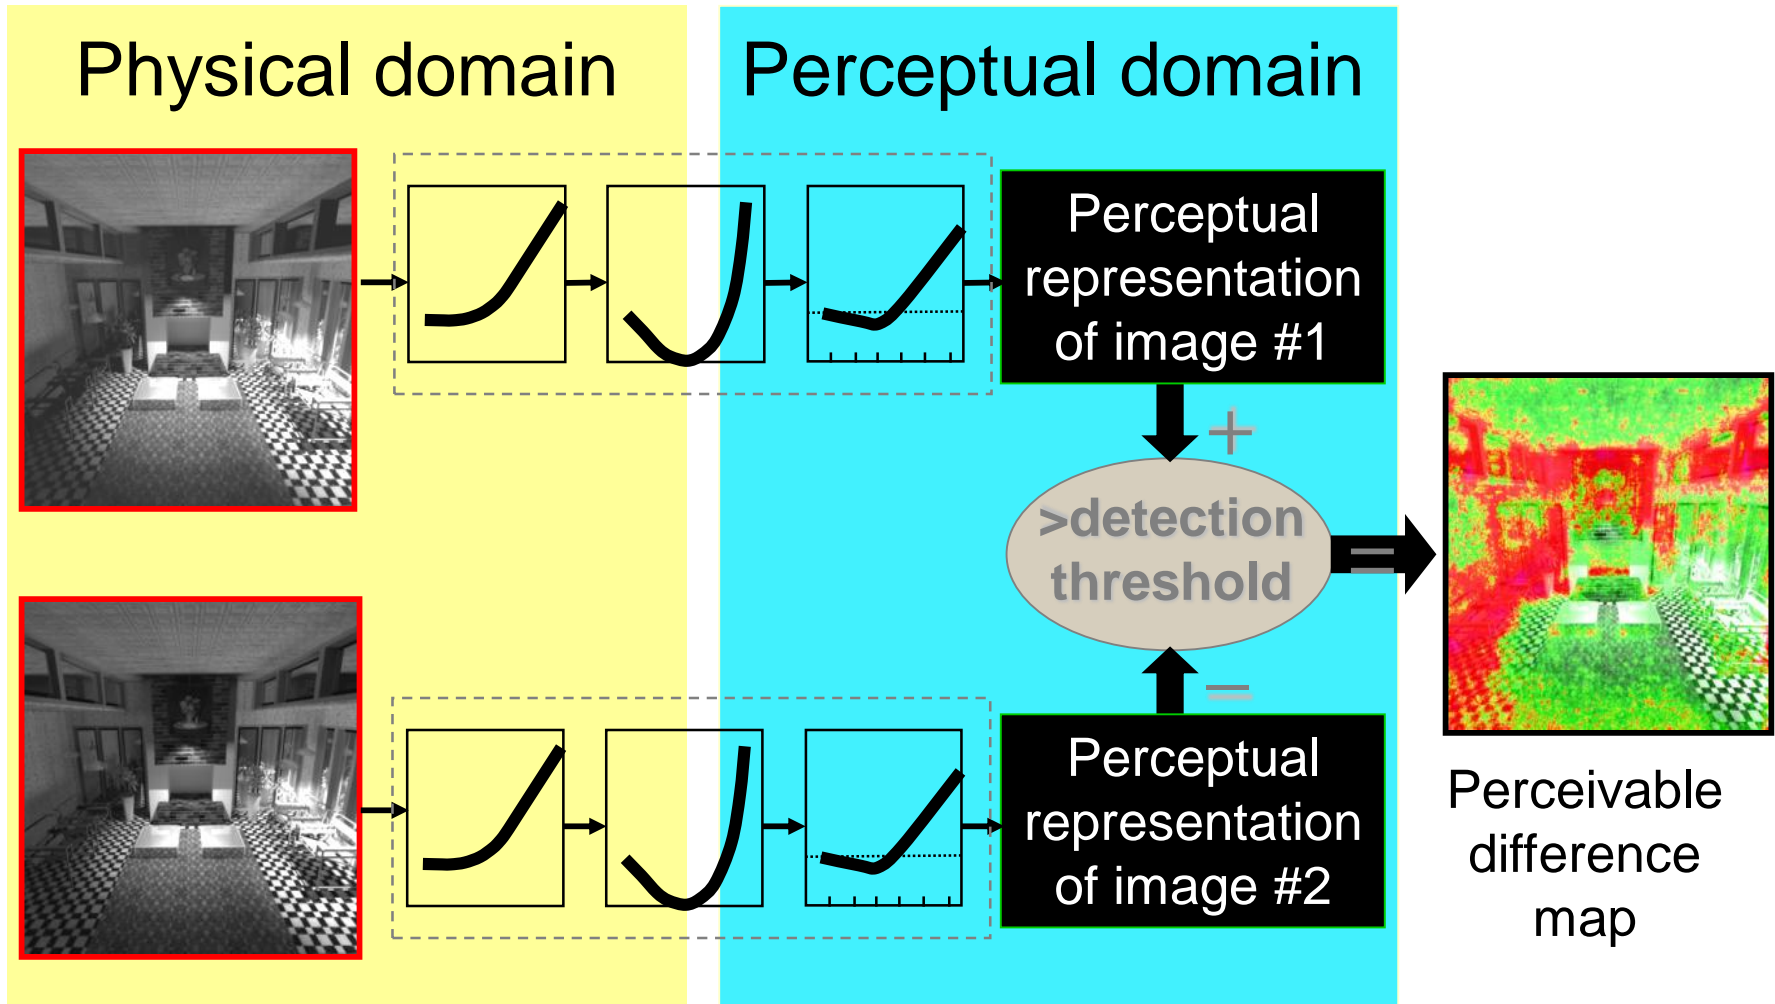 Physical domain
Perceptual domain
Perceptual
representation
of image #1
+
>detection
threshold
=
=
Perceptual
representation
of image #2
Perceivable
difference
map